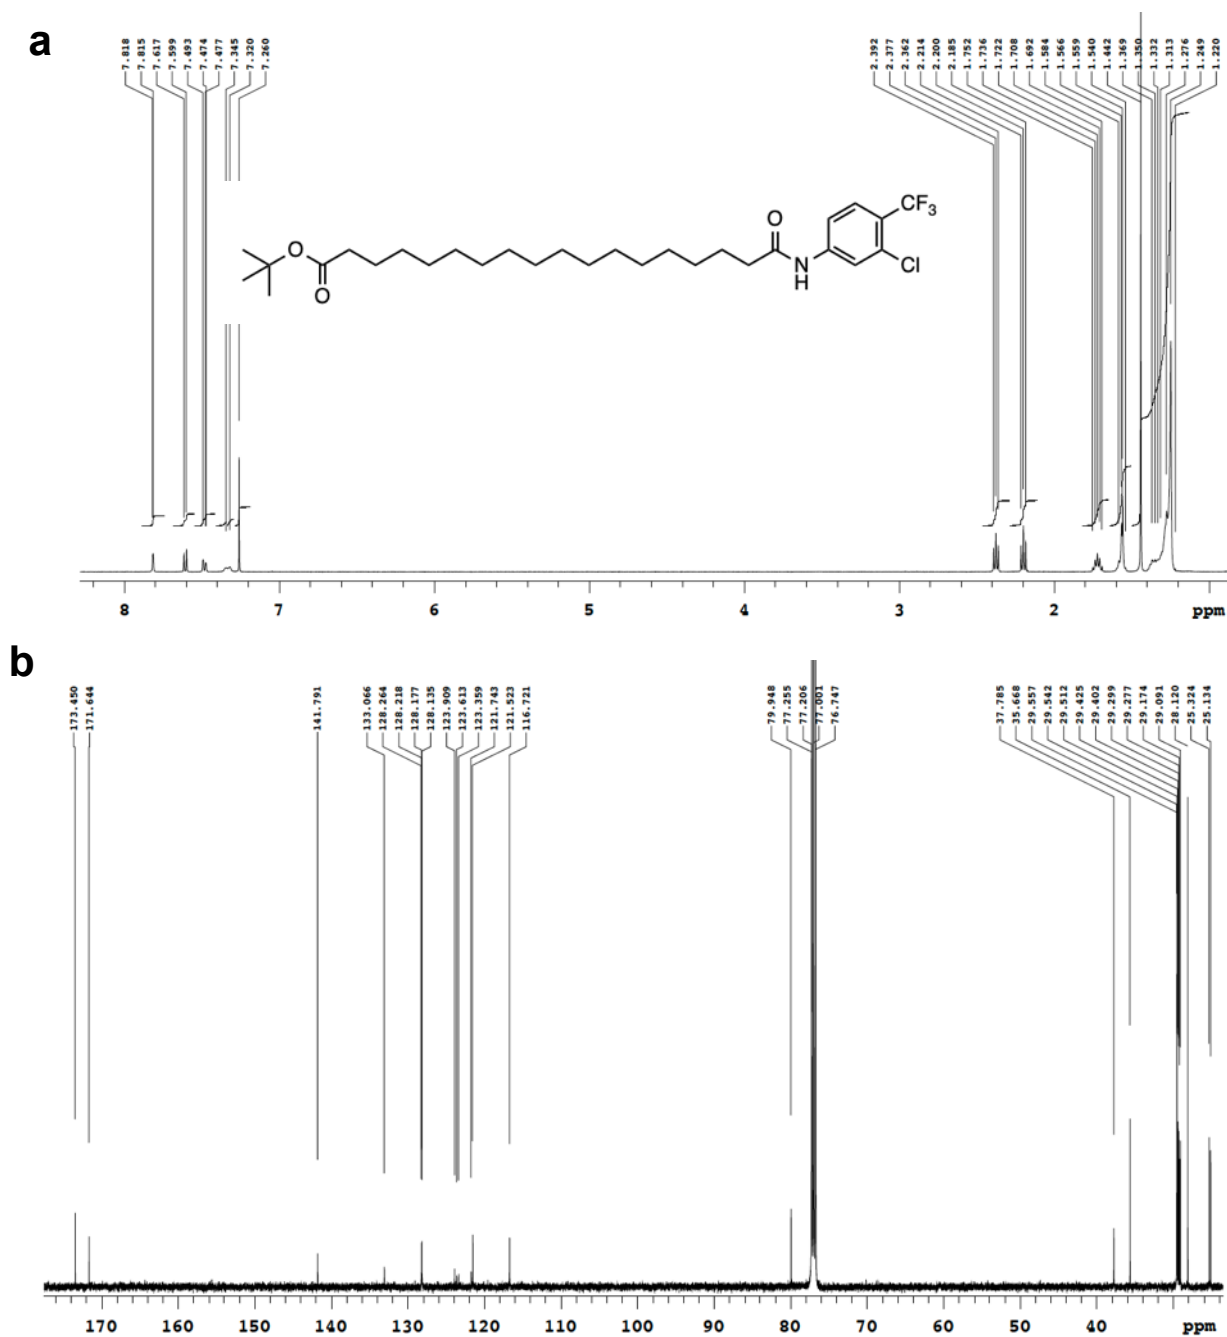 a
7.818 7.815 7.617 7.599 7.493 7.474 7.477 7.345 7.320 7.260
2.392 2.377 2.362 2.214 2.200 2.185 1.752 1.736 1.722 1.708 1.692 1.584 1.566 1.559 1.540 1.442 1.369 1.350 1.332 1.313 1.276 1.249 1.220
O
CF3
O
O
N
H
Cl
8 7 6 5 4 3 2 ppm
b
173.450 171.644 141.791 133.066 128.264 128.218 128.177 128.135 123.909 123.613 123.359 121.743 121.523 116.721
79.948 77.255 77.206 77.001 76.747
37.785 35.668 29.557 29.542 29.512 29.425 29.402 29.299 29.277 29.174 29.091 28.120 25.324 25.134
170 160 150 140 130 120 110 100 90 80 70 60 50 40 ppm